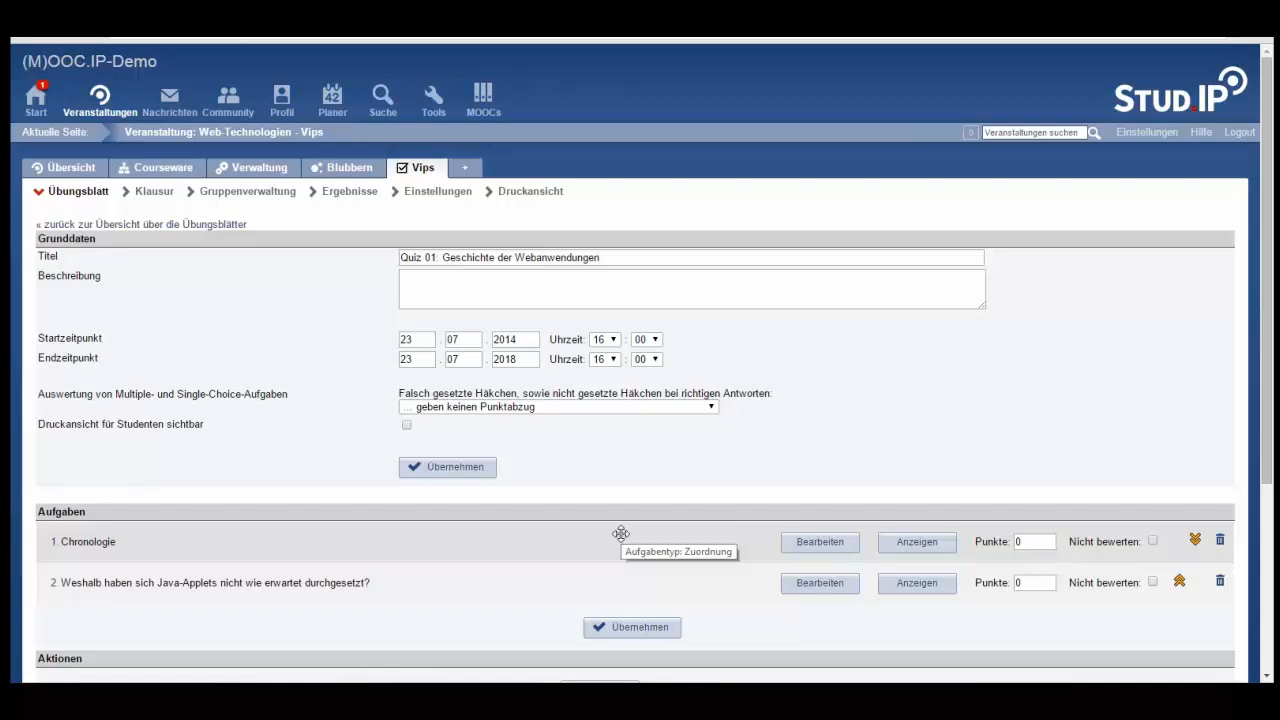 (M)OOC.IP-Demo
1
42
Start Veranstaltungen Nachrichten Community Profil Planer Suche Tools MOOCs
STUD.IP
Aktuelle Seite: Veranstaltung: Web-Technologien - Vips 0 Veranstaltungen suchen Einstellungen Hilfe Logout
Übersicht Courseware Verwaltung Blubbern Vips +
Übungsblatt Klausur Gruppenverwaltung Ergebnisse Einstellungen Druckansicht
« zurück zur Übersicht über die Übungsblätter
Grunddaten
Titel Quiz 01: Geschichte der Webanwendungen
Beschreibung
Startzeitpunkt 23 . 07 . 2014 Uhrzeit: 16 : 00
Endzeitpunkt 23 . 07 . 2018 Uhrzeit: 16 : 00
Auswertung von Multiple- und Single-Choice-Aufgaben Falsch gesetzte Häkchen, sowie nicht gesetzte Häkchen bei richtigen Antworten:
... geben keinen Punktabzug
Druckansicht für Studenten sichtbar
Übernehmen
Aufgaben
1. Chronologie Bearbeiten Anzeigen Punkte: 0 Nicht bewerten:
Aufgabentyp: Zuordnung
2. Weshalb haben sich Java-Applets nicht wie erwartet durchgesetzt? Bearbeiten Anzeigen Punkte: 0 Nicht bewerten:
Übernehmen
Aktionen